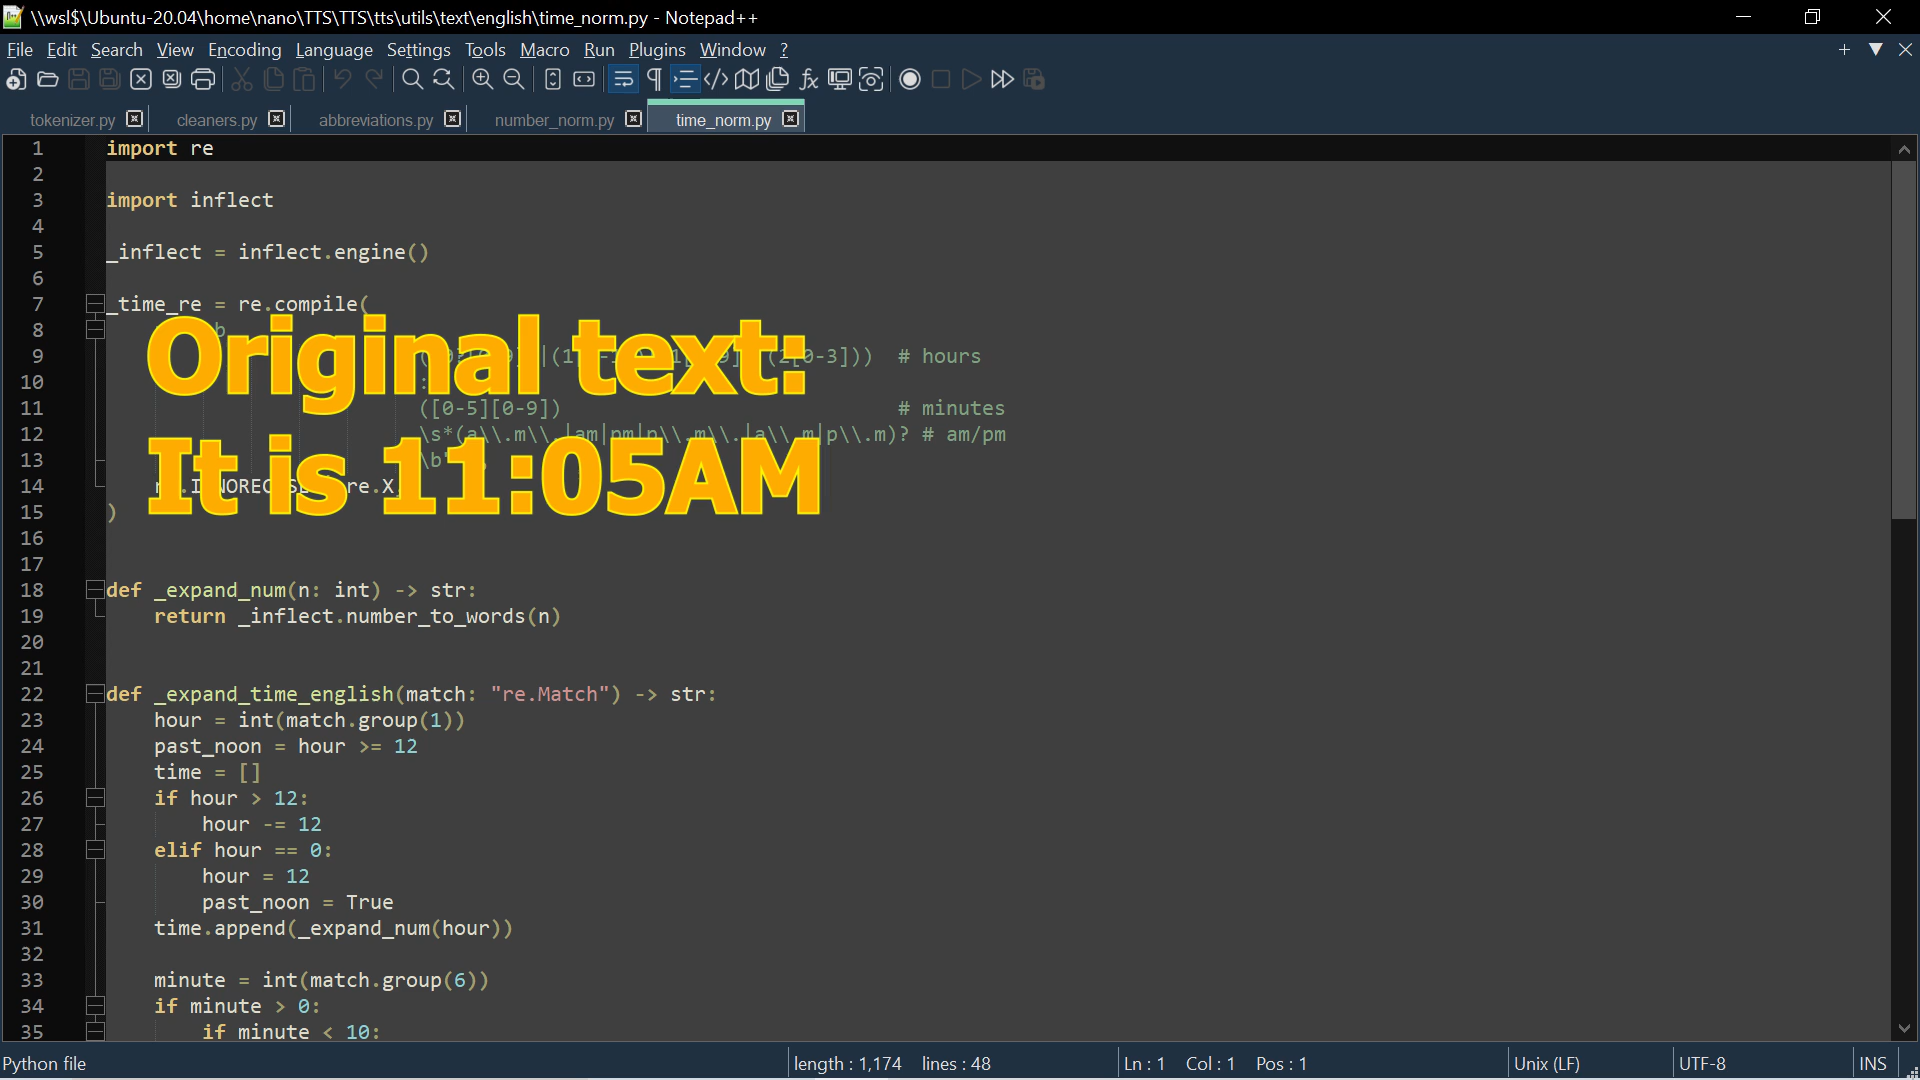 \\wsl$\Ubuntu-20.04\home\nano\TTS\TTS\tts\utils\text\english\time_norm.py - Notepad++
File Edit Search View Encoding Language Settings Tools Macro Run Plugins Window ?
tokenizer.py cleaners.py abbreviations.py number_norm.py time_norm.py
1 import re
2
3 import inflect
4
5 _inflect = inflect.engine()
6
7 _time_re = re.compile(
8 b
Original text:
9 -3])) # hours
10
11 ([0-5][0-9]) # minutes
12 \s*(a\\.m\\.|am|pm|p\\.m\\.|a\\.m|p\\.m)? # am/pm
It is 11:05AM
13 \b
14 re.X
15 )
16
17
18 def _expand_num(n: int) -> str:
19 return _inflect.number_to_words(n)
20
21
22 def _expand_time_english(match: "re.Match") -> str:
23 hour = int(match.group(1))
24 past_noon = hour >= 12
25 time = []
26 if hour > 12:
27 hour -= 12
28 elif hour == 0:
29 hour = 12
30 past_noon = True
31 time.append(_expand_num(hour))
32
33 minute = int(match.group(6))
34 if minute > 0:
35 if minute < 10:
Python file length : 1,174 lines : 48 Ln : 1 Col : 1 Pos : 1 Unix (LF) UTF-8 INS